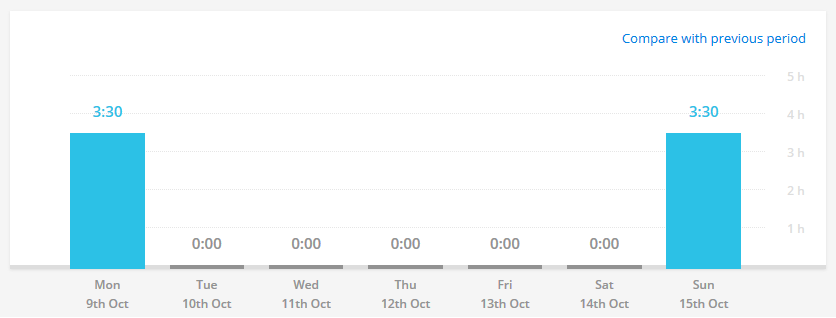 Compare with previous period
5 h
4 h
3 h
2 h
1 h
3:30
0:00
0:00
0:00
0:00
0:00
3:30
Mon
9th Oct
Tue
10th Oct
Wed
11th Oct
Thu
12th Oct
Fri
13th Oct
Sat
14th Oct
Sun
15th Oct